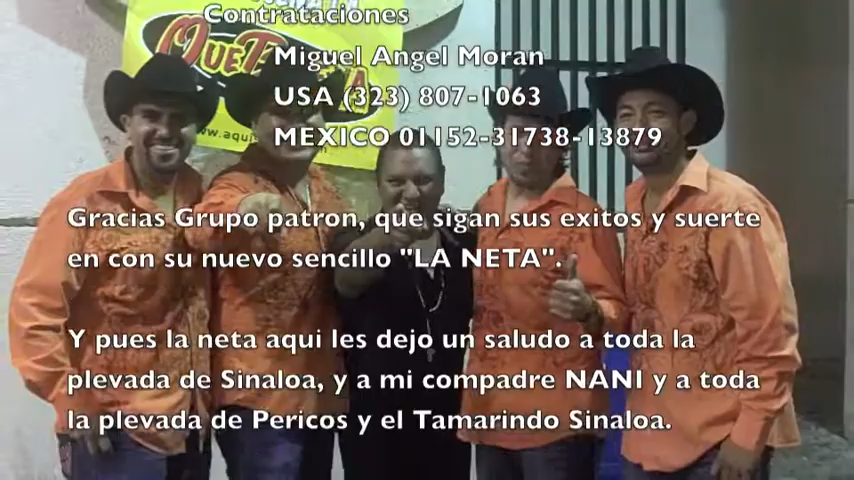 Contrataciones
Miguel Angel Moran
USA (323) 807-1063
MEXICO 01152-31738-13879
www.aqui
Gracias Grupo patron, que sigan sus exitos y suerte
en con su nuevo sencillo "LA NETA".
Y pues la neta aqui les dejo un saludo a toda la
plevada de Sinaloa, y a mi compadre NANI y a toda
la plevada de Pericos y el Tamarindo Sinaloa.